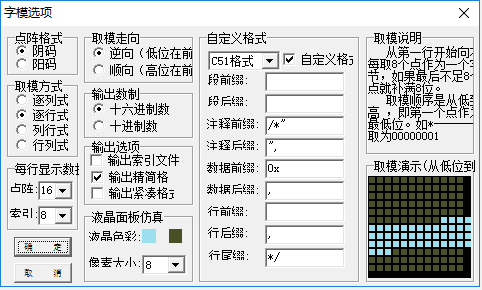 字模选项
点阵格式
阴码
阳码
取模方式
逐列式
逐行式
列行式
行列式
每行显示数据
点阵: 16
索引: 8
确 定
取 消
取模走向
逆向（低位在前
顺向（高位在前
输出数制
十六进制数
十进制数
输出选项
输出索引文件
输出精简格
输出紧凑格式
液晶面板仿真
液晶色彩:
像素大小: 8
自定义格式
C51格式 自定义格式
段前缀:
段后缀:
注释前缀: /*"
注释后缀: ",
数据前缀: 0x
数据后缀: ,
行前缀:
行后缀: ,
行尾缀: */
取模说明
从第一行开始向
每取8个点作为一个字
节，如果最后不足8
点就补满8位。
取模顺序是从低
高，即第一个点作
最低位。如*-------
取为00000001
取模演示(从低位到